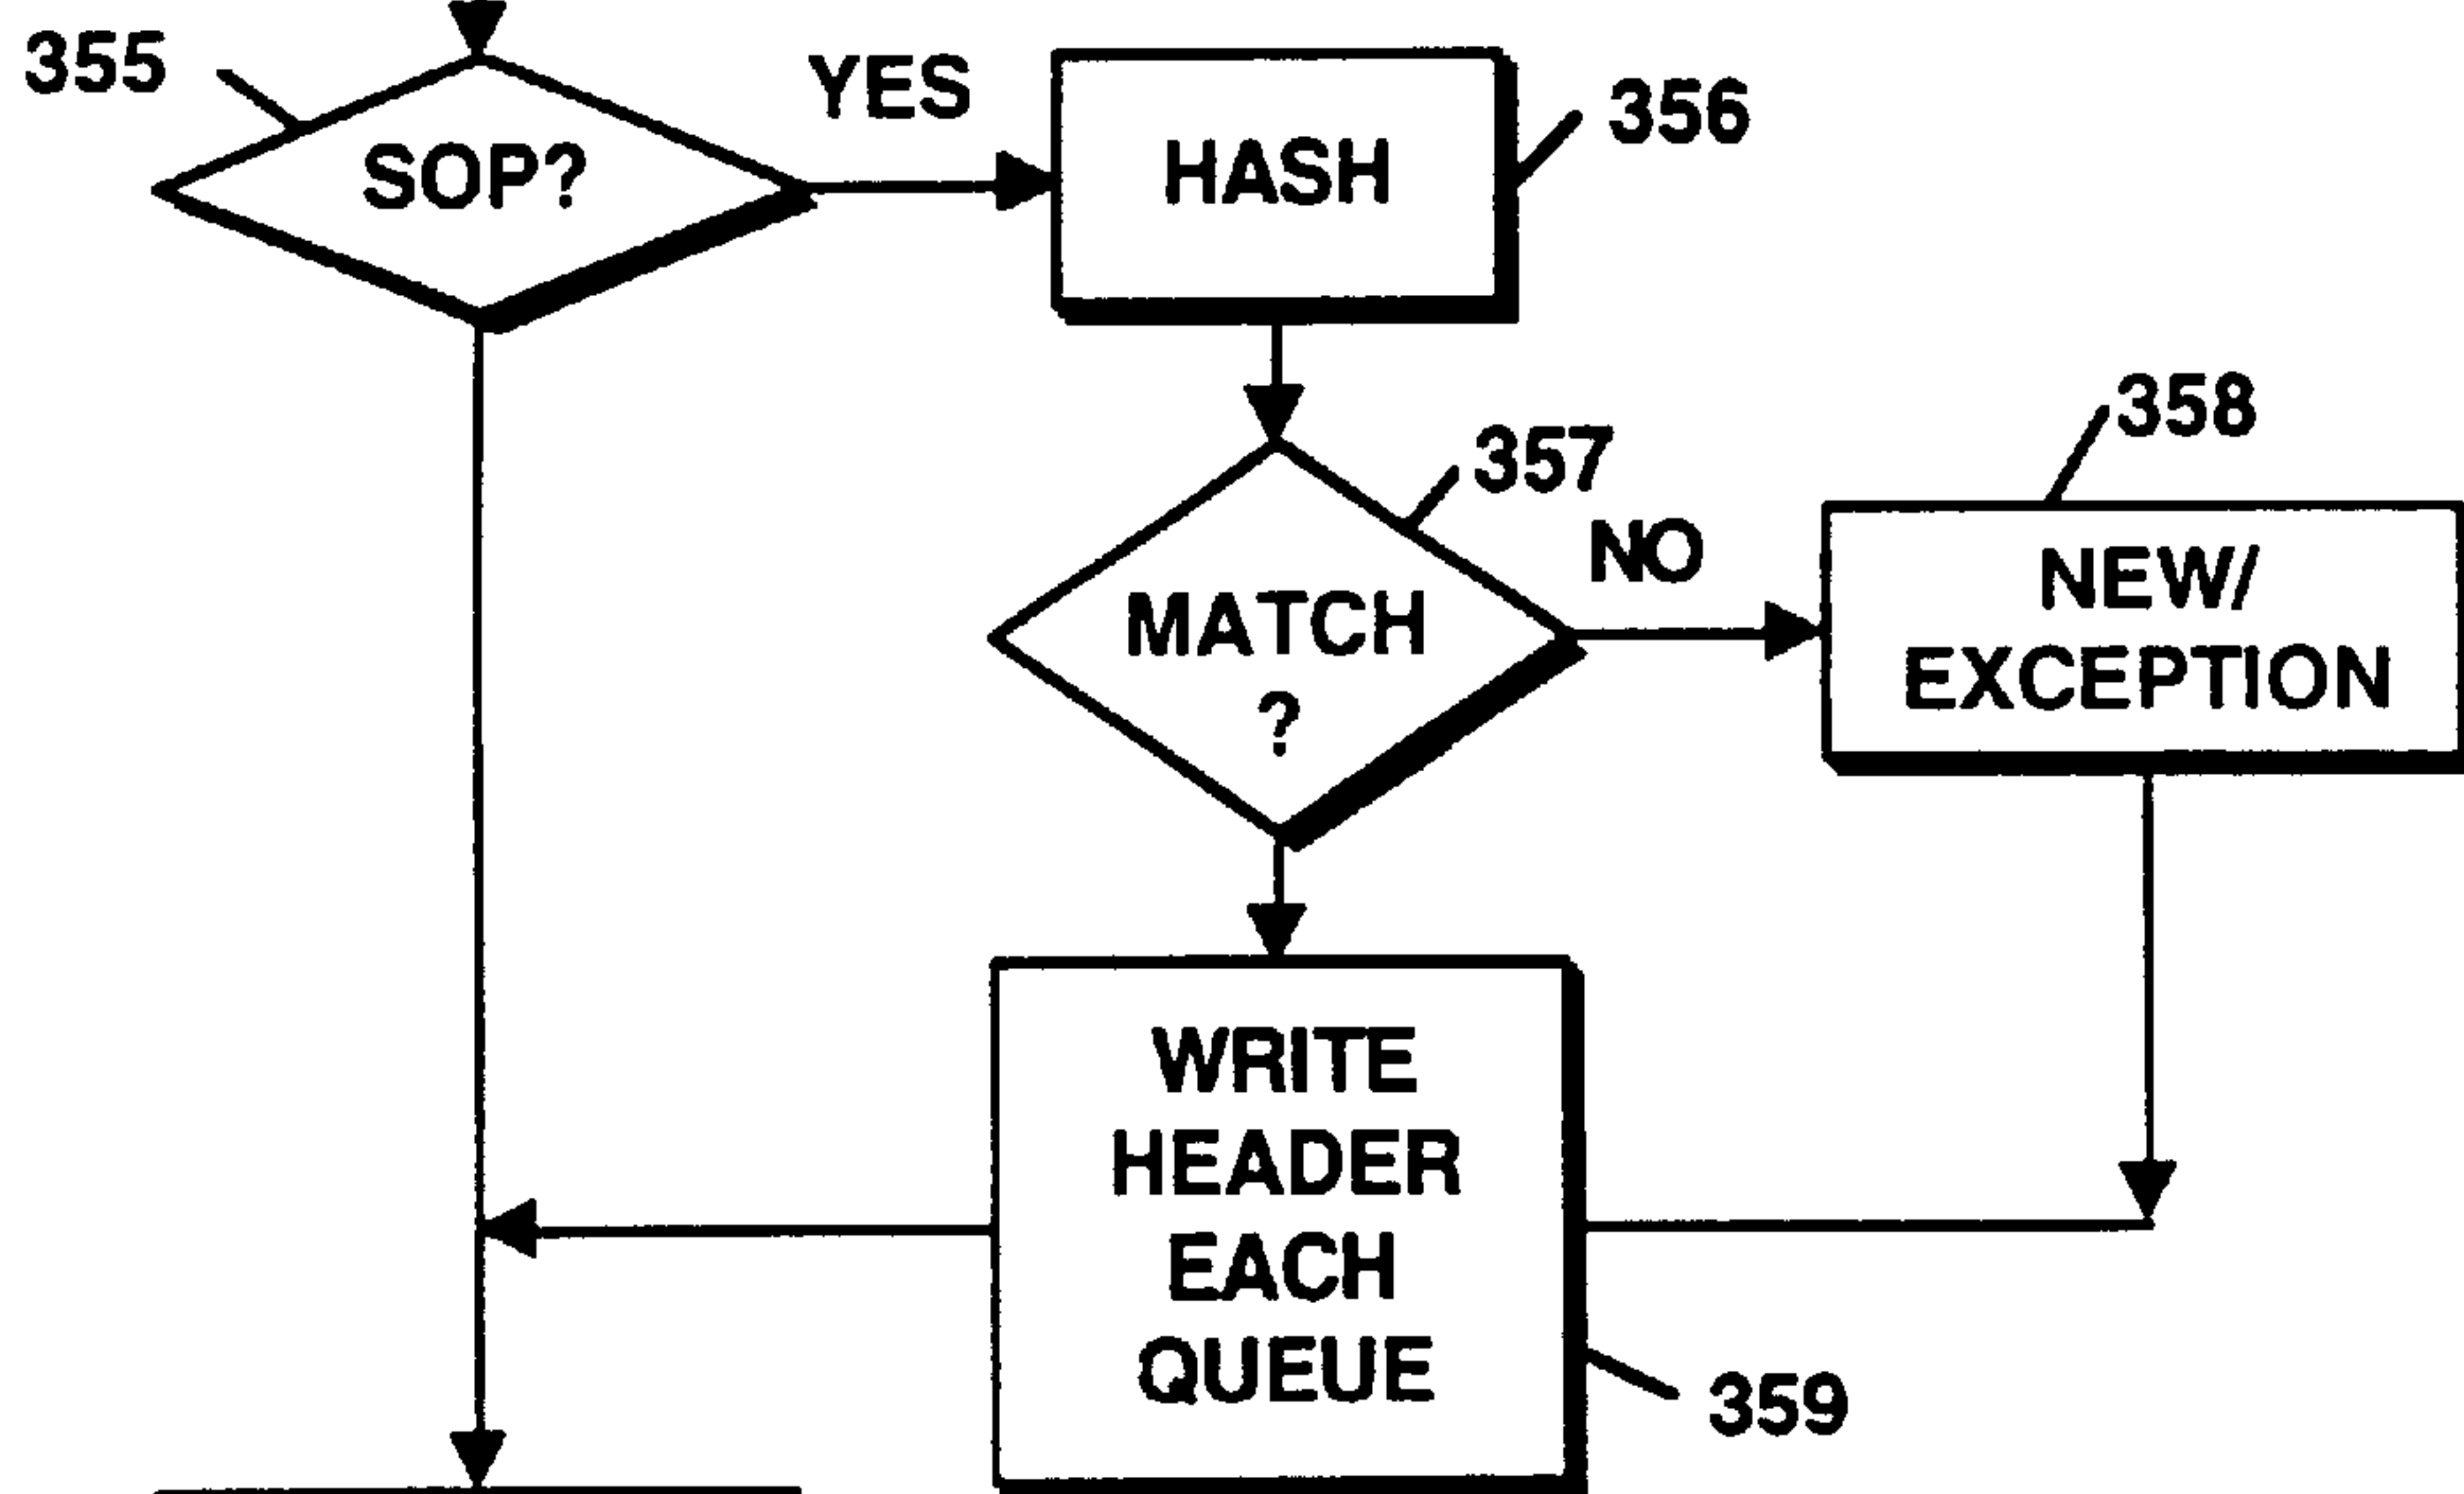 355
YES
SOP?
HASH
356
357
358
NO
MATCH
?
NEW/
EXCEPTION
WRITE
HEADER
EACH
QUEUE
359